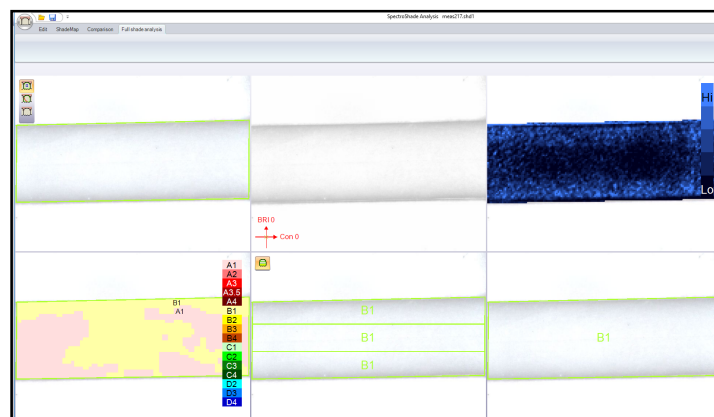 SpectroShade Analysis meas217.shd1
Edit ShadeMap Comparison Full shade analysis
Hi
Lo
BRI 0
Con.0
A1
A2
A3
A3.5
A4
B1
B2
B3
B4
C1
C2
C3
C4
D2
D3
D4
B1
A1
B1
B1
B1
B1